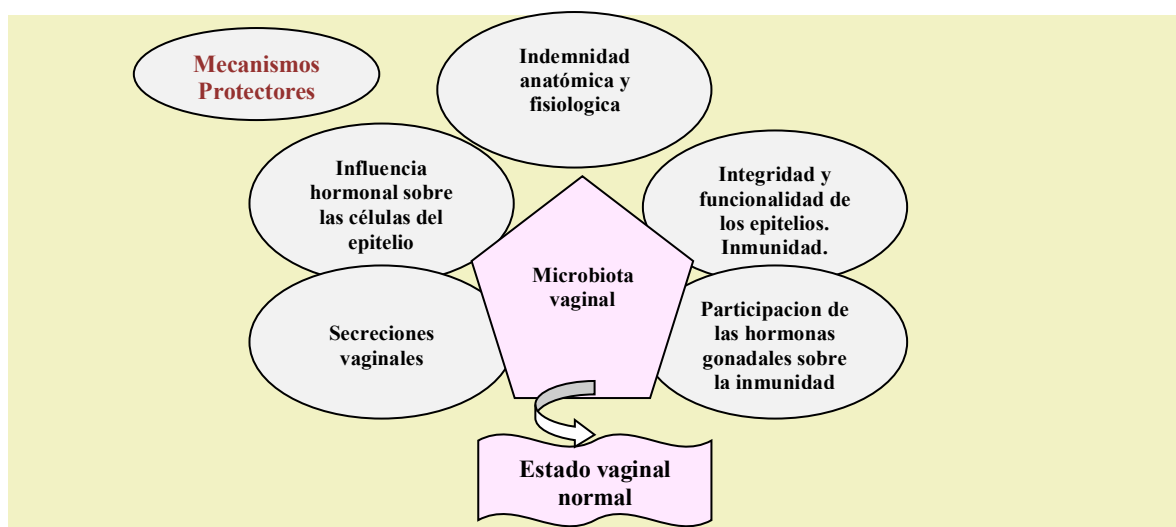 Mecanismos
Protectores
Indemnidad
anatómica y
fisiologica
Influencia
hormonal sobre
las células del
epitelio
Integridad y
funcionalidad de
los epitelios.
Inmunidad.
Microbiota
vaginal
Secreciones
vaginales
Participacion de
las hormonas
gonadales sobre
la inmunidad
Estado vaginal
normal